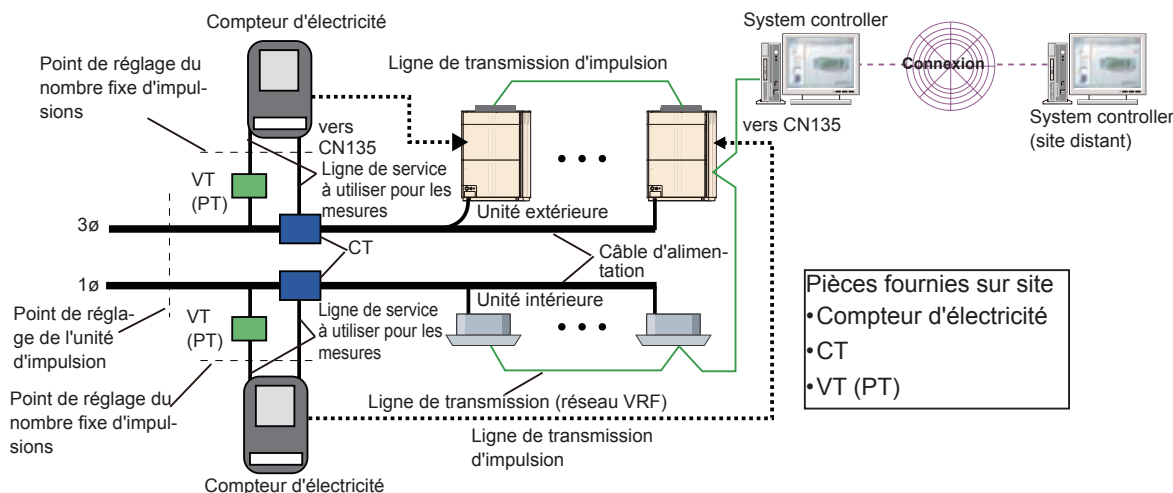 Compteur d'électricité
System controller
Point de réglage du
nombre fixe d'impul-
sions
Ligne de transmission d'impulsion
Connexion
vers
CN135
vers CN135
System controller
(site distant)
Ligne de service
à utiliser pour les
mesures
VT
(PT)
Unité extérieure
3ø
CT
Câble d'alimen-
tation
1ø
Unité intérieure
Pièces fournies sur site
•Compteur d'électricité
•CT
•VT (PT)
Point de régla-
ge de l'unité
d'impulsion
VT
(PT)
Ligne de service
à utiliser pour les
mesures
Point de réglage du
nombre fixe d'impul-
sions
Ligne de transmission (réseau VRF)
Ligne de transmission
d'impulsion
Compteur d'électricité